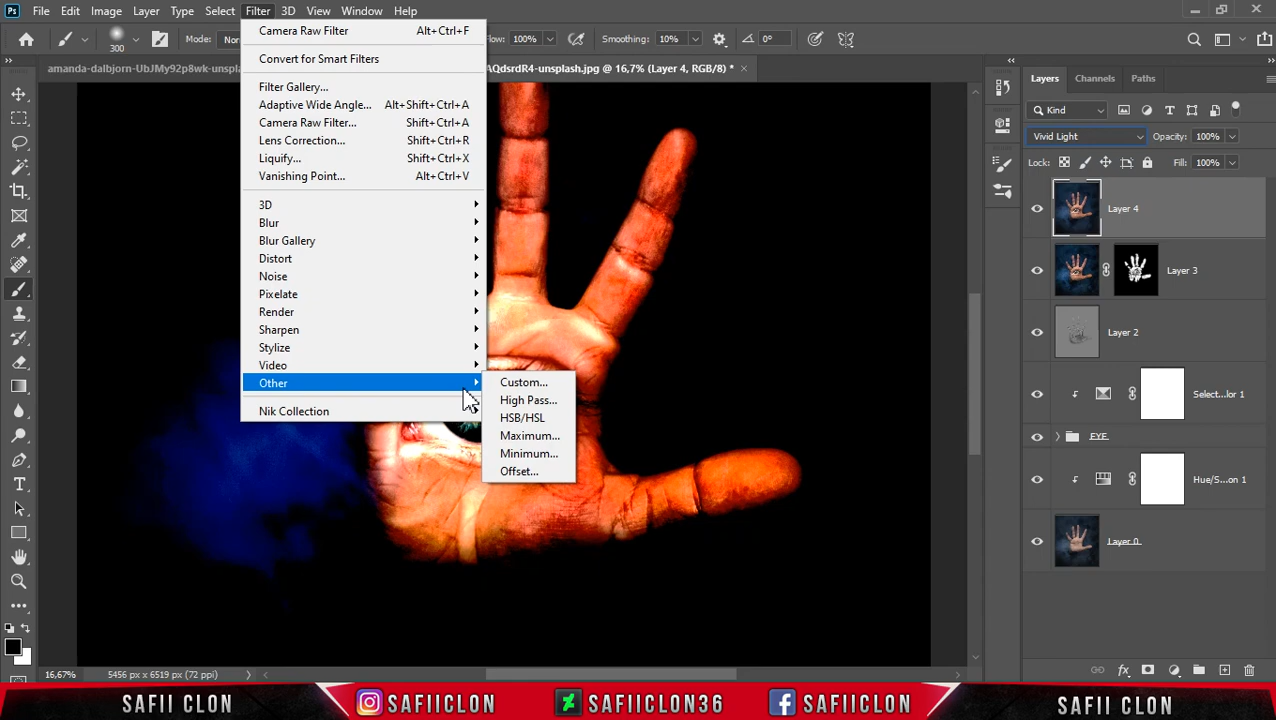 Ps File Edit Image Layer Type Select Filter 3D View Window Help
300 Mode: Flow: 100% Smoothing: 10% 0°
AQdsrdR4-unsplash.jpg @ 16,7% (Layer 4, RGB/8) *
Camera Raw Filter Alt+Ctrl+F
Convert for Smart Filters
Filter Gallery...
Adaptive Wide Angle... Alt+Shift+Ctrl+A
Camera Raw Filter... Shift+Ctrl+A
Lens Correction... Shift+Ctrl+R
Liquify... Shift+Ctrl+X
Vanishing Point... Alt+Ctrl+V
3D
Blur
Blur Gallery
Distort
Noise
Pixelate
Render
Sharpen
Stylize
Video
Other
Nik Collection
Custom...
High Pass...
HSB/HSL
Maximum...
Minimum...
Offset...
Layers Channels Paths
Kind
Vivid Light Opacity: 100%
Lock: Fill: 100%
Layer 4
Layer 3
Layer 2
Select...lor 1
EYE
Hue/S...on 1
Layer 0
16,67% 5456 px x 6519 px (72 ppi)
SAFII CLON SAFIICLON SAFIICLON36 SAFIICLON SAFII CLON